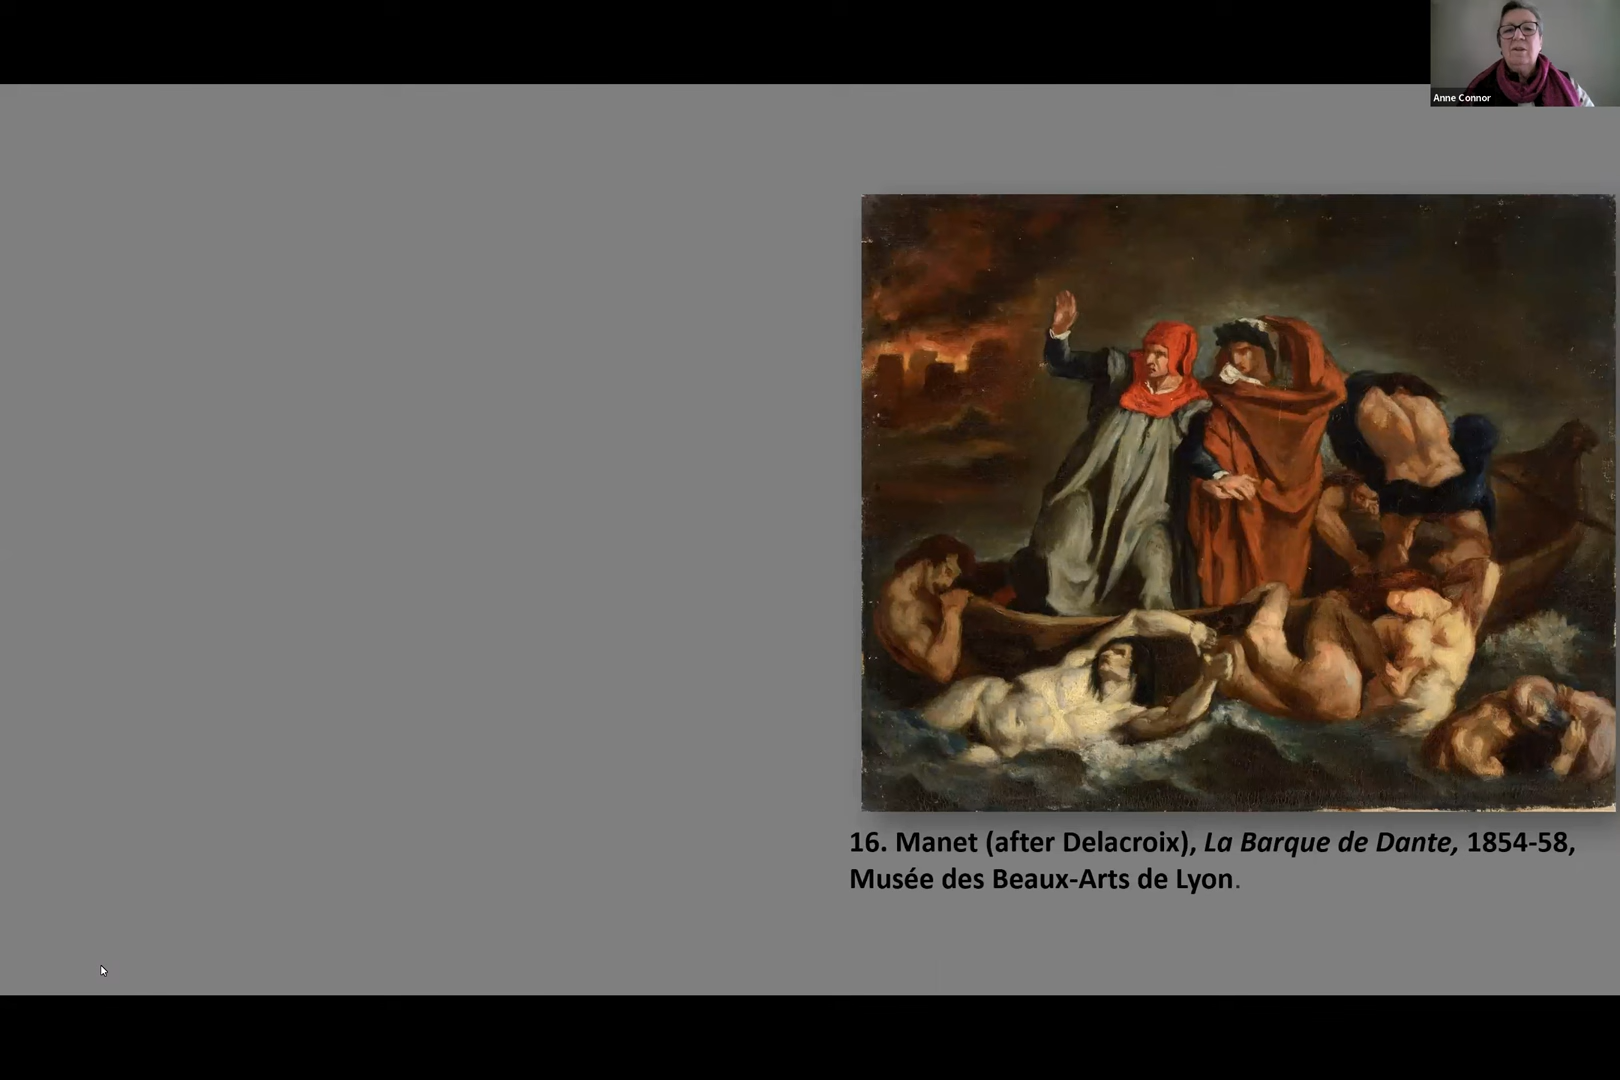 Anne Connor
16. Manet (after Delacroix), La Barque de Dante, 1854-58,
Musée des Beaux-Arts de Lyon.